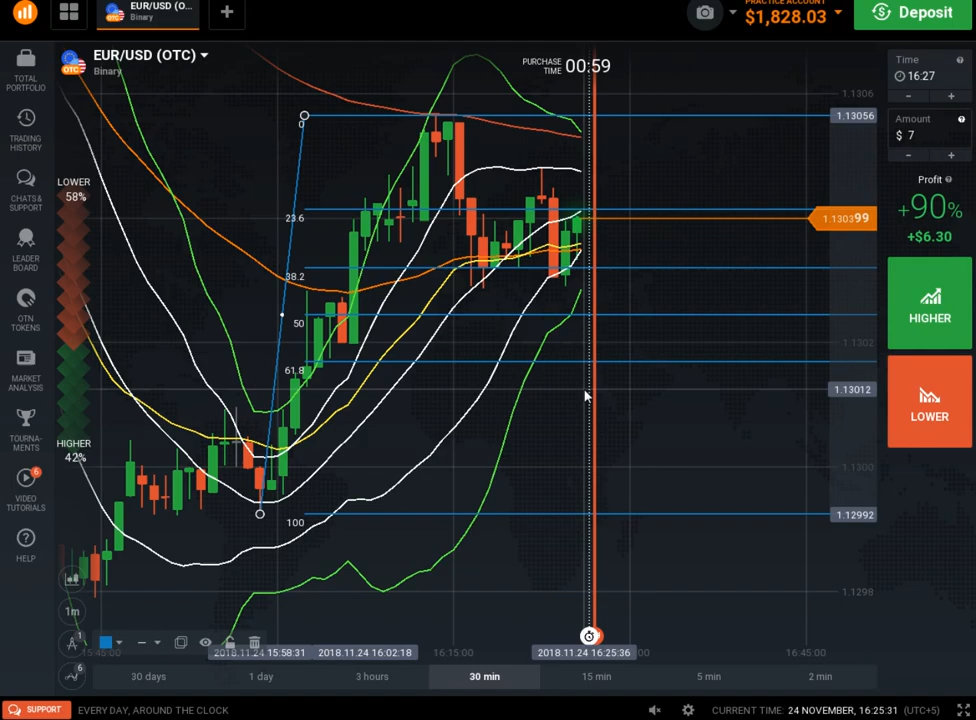 EUR/USD (O...
Binary
PRACTICE ACCOUNT
$1,828.03
Deposit
TOTAL
PORTFOLIO
TRADING
HISTORY
CHATS &
SUPPORT
LEADER
BOARD
OTN
TOKENS
MARKET
ANALYSIS
TOURNA-
MENTS
6
VIDEO
TUTORIALS
HELP
OTC
EUR/USD (OTC)
Binary
PURCHASE
TIME
00:59
LOWER
58%
HIGHER
42%
0
23.6
38.2
50
61.8
100
1.1306
1.13056
1.130399
1.1302
1.13012
1.1300
1.12992
1.1298
Time
16:27
- +
Amount
$ 7
- +
Profit
+90%
+$6.30
HIGHER
LOWER
1m
1
6
15:45:00
2018.11.24 15:58:31
2018.11.24 16:02:18
16:15:00
2018.11.24 16:25:36
16:45:00
30 days
1 day
3 hours
30 min
15 min
5 min
2 min
SUPPORT
EVERY DAY, AROUND THE CLOCK
CURRENT TIME: 24 NOVEMBER, 16:25:31 (UTC+5)